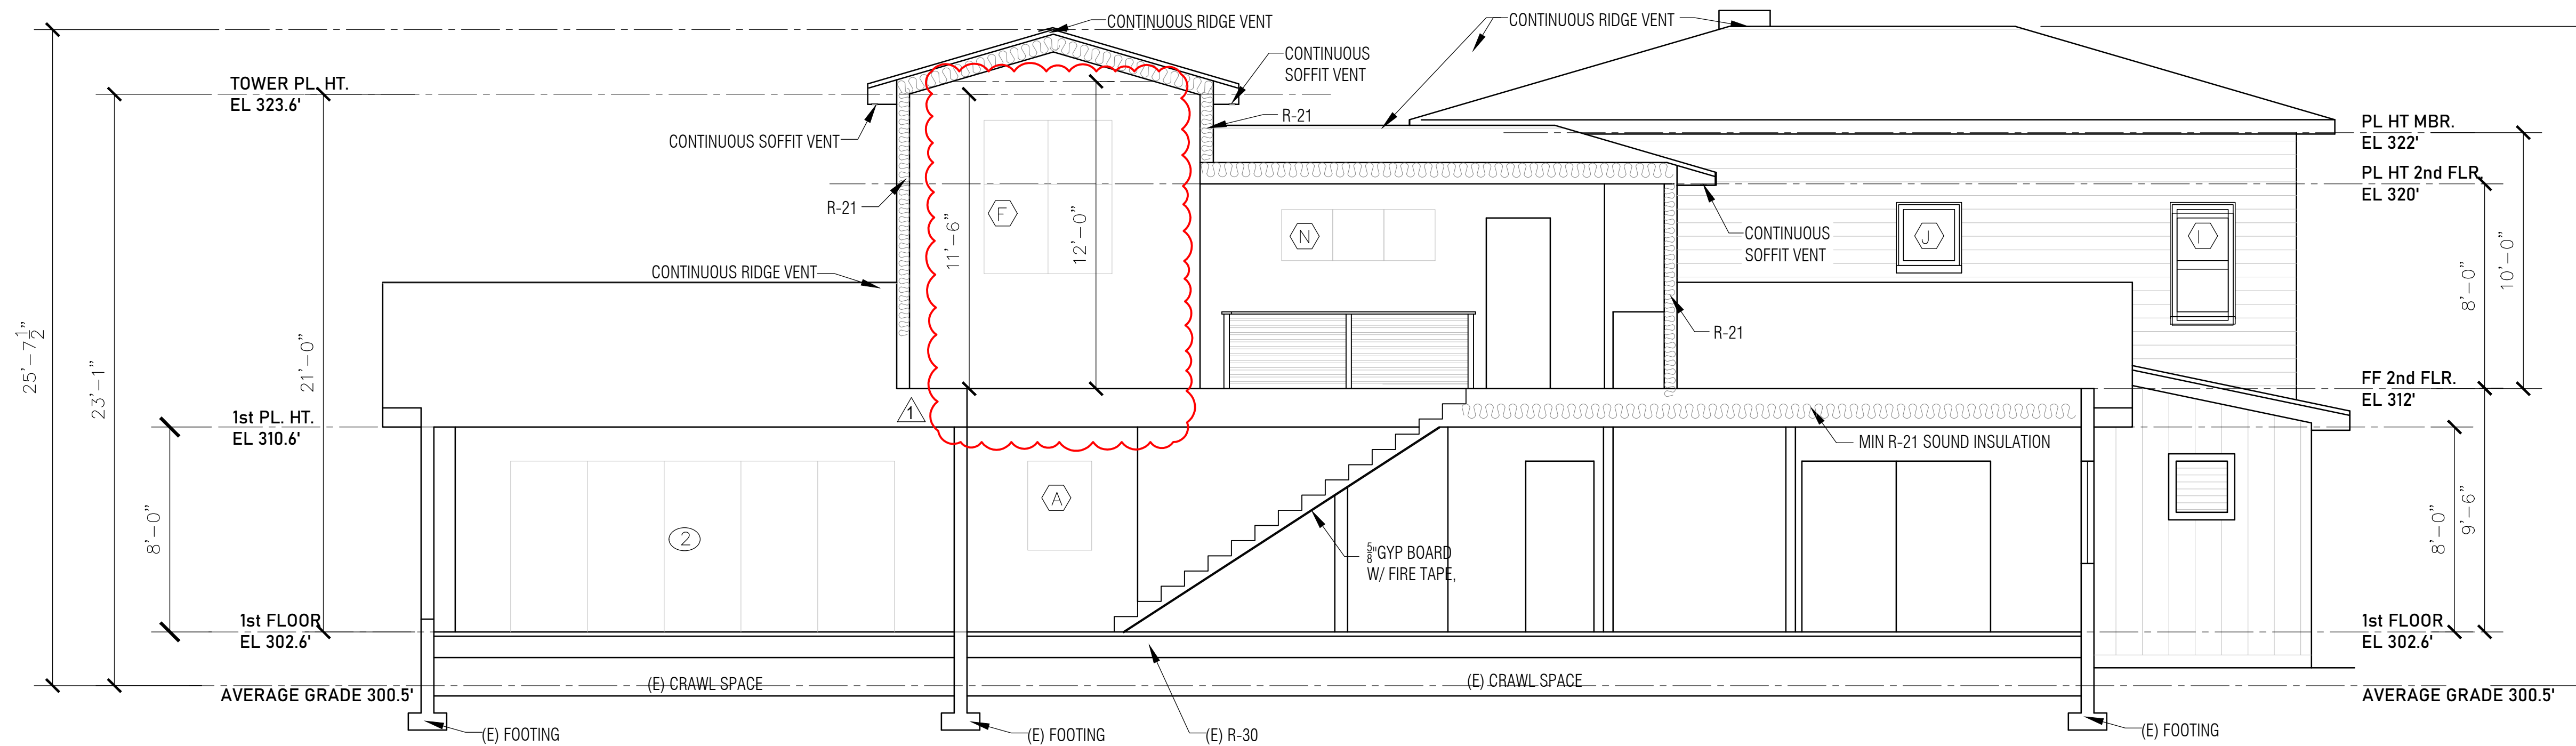 CONTINUOUS RIDGE VENT
CONTINUOUS RIDGE VENT
CONTINUOUS
SOFFIT VENT
TOWER PL. HT.
EL 323.6'
CONTINUOUS SOFFIT VENT
R-21
R-21
PL HT MBR.
EL 322'
PL HT 2nd FLR.
EL 320'
F
N
J
I
CONTINUOUS
SOFFIT VENT
11'-6"
12'-0"
CONTINUOUS RIDGE VENT
8'-0"
10'-0"
R-21
25'-7 1/2"
23'-1"
21'-0"
FF 2nd FLR.
EL 312'
1
1st PL. HT.
EL 310.6'
MIN R-21 SOUND INSULATION
A
2
8'-0"
5/8"GYP BOARD
W/ FIRE TAPE,
8'-0"
9'-6"
1st FLOOR
EL 302.6'
1st FLOOR
EL 302.6'
(E) CRAWL SPACE
(E) CRAWL SPACE
AVERAGE GRADE 300.5'
AVERAGE GRADE 300.5'
(E) FOOTING
(E) FOOTING
(E) R-30
(E) FOOTING